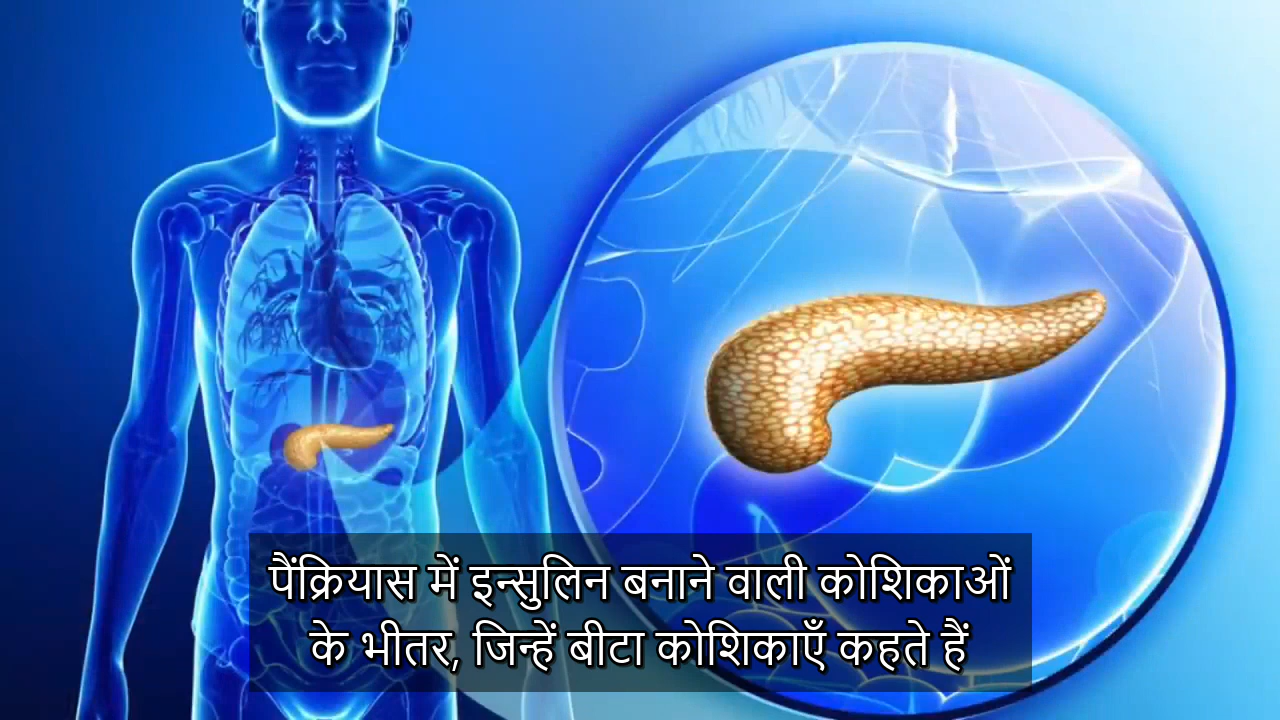 पैंक्रियास में इन्सुलिन बनाने वाली कोशिकाओं
के भीतर, जिन्हें बीटा कोशिकाएँ कहते हैं